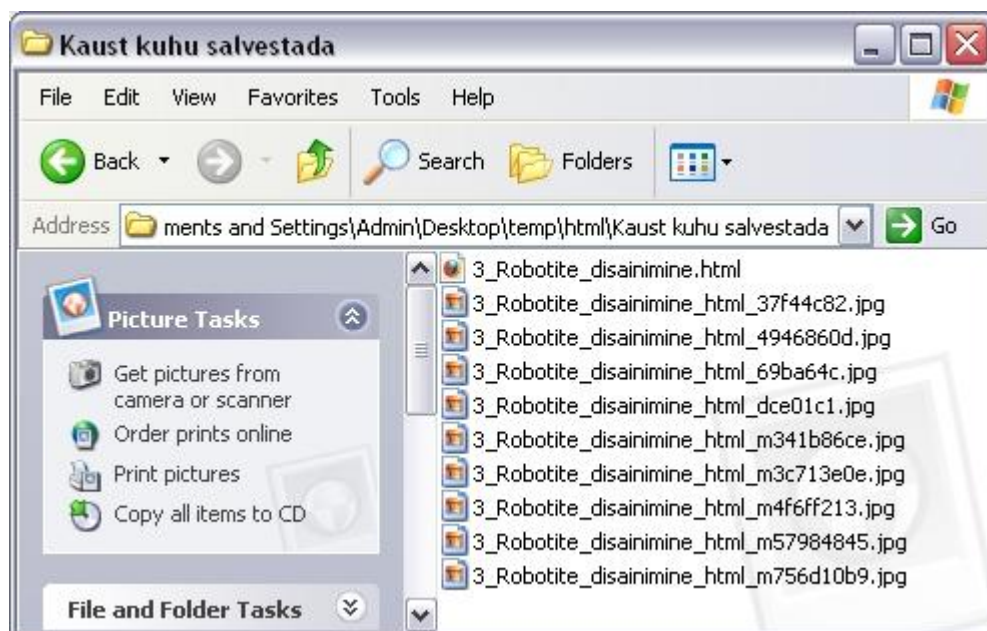 Kaust kuhu salvestada
File Edit View Favorites Tools Help
Back Search Folders
Address ments and Settings\Admin\Desktop\temp\html\Kaust kuhu salvestada Go
Picture Tasks
Get pictures from
camera or scanner
Order prints online
Print pictures
Copy all items to CD
File and Folder Tasks
3_Robotite_disainimine.html
3_Robotite_disainimine_html_37f44c82.jpg
3_Robotite_disainimine_html_4946860d.jpg
3_Robotite_disainimine_html_69ba64c.jpg
3_Robotite_disainimine_html_dce01c1.jpg
3_Robotite_disainimine_html_m341b86ce.jpg
3_Robotite_disainimine_html_m3c713e0e.jpg
3_Robotite_disainimine_html_m4f6ff213.jpg
3_Robotite_disainimine_html_m57984845.jpg
3_Robotite_disainimine_html_m756d10b9.jpg